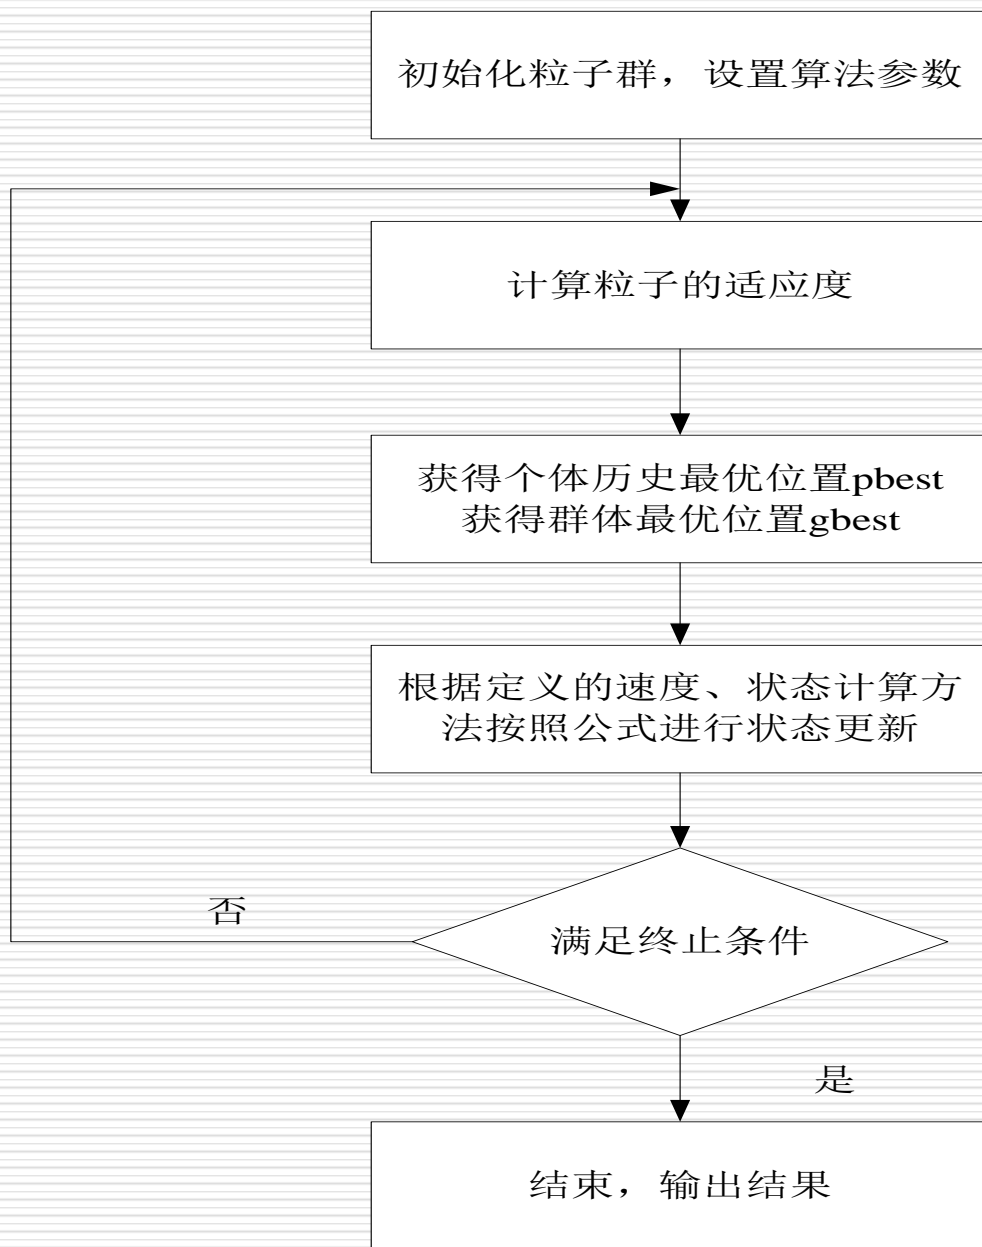 初始化粒子群，设置算法参数
计算粒子的适应度
获得个体历史最优位置pbest
获得群体最优位置gbest
根据定义的速度、状态计算方
法按照公式进行状态更新
否
满足终止条件
是
结束，输出结果